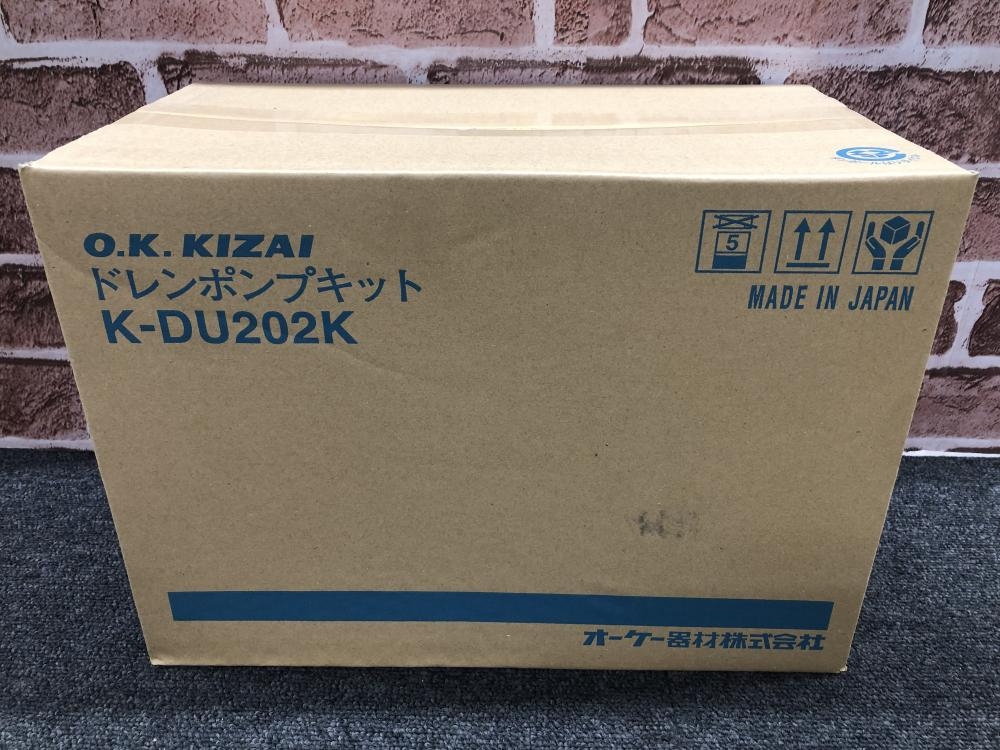 O.K. KIZAI
ドレンポンプキット
K-DU202K
5
MADE IN JAPAN
オーケー器材株式会社